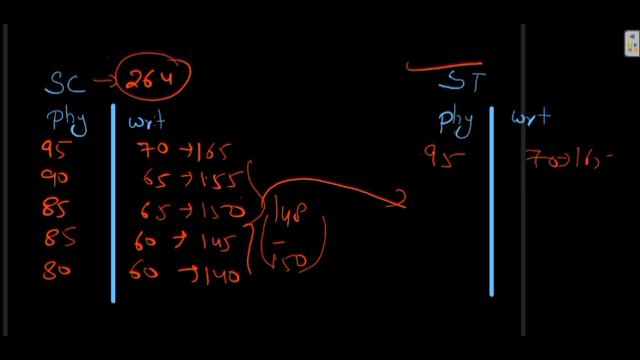 SC → 264
ST
Phy wrt
Phy wrt
95 70 → 165
95 70 → 165
90 65 → 155
85 65 → 150
148
85 60 → 145
-
150
80 60 → 140